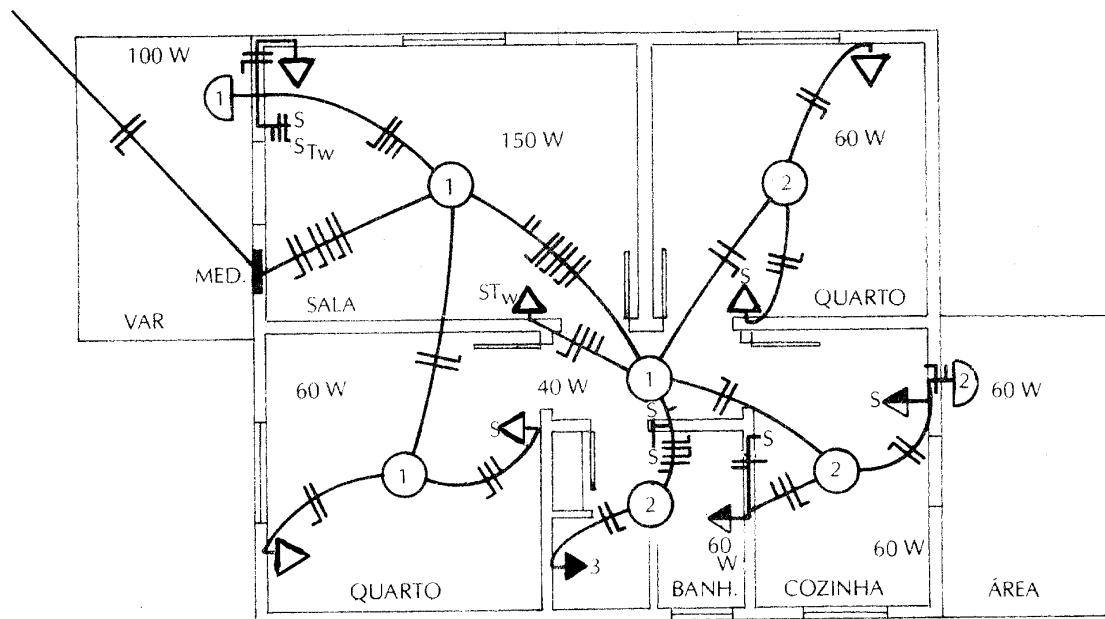 100 W
1
S
STW
150 W
60 W
1
2
MED.
SALA
STW
S
QUARTO
VAR
60 W
40 W
1
S
2
60 W
S
S
S
S
1
2
2
3
60
W
60 W
QUARTO
BANH.
COZINHA
ÁREA